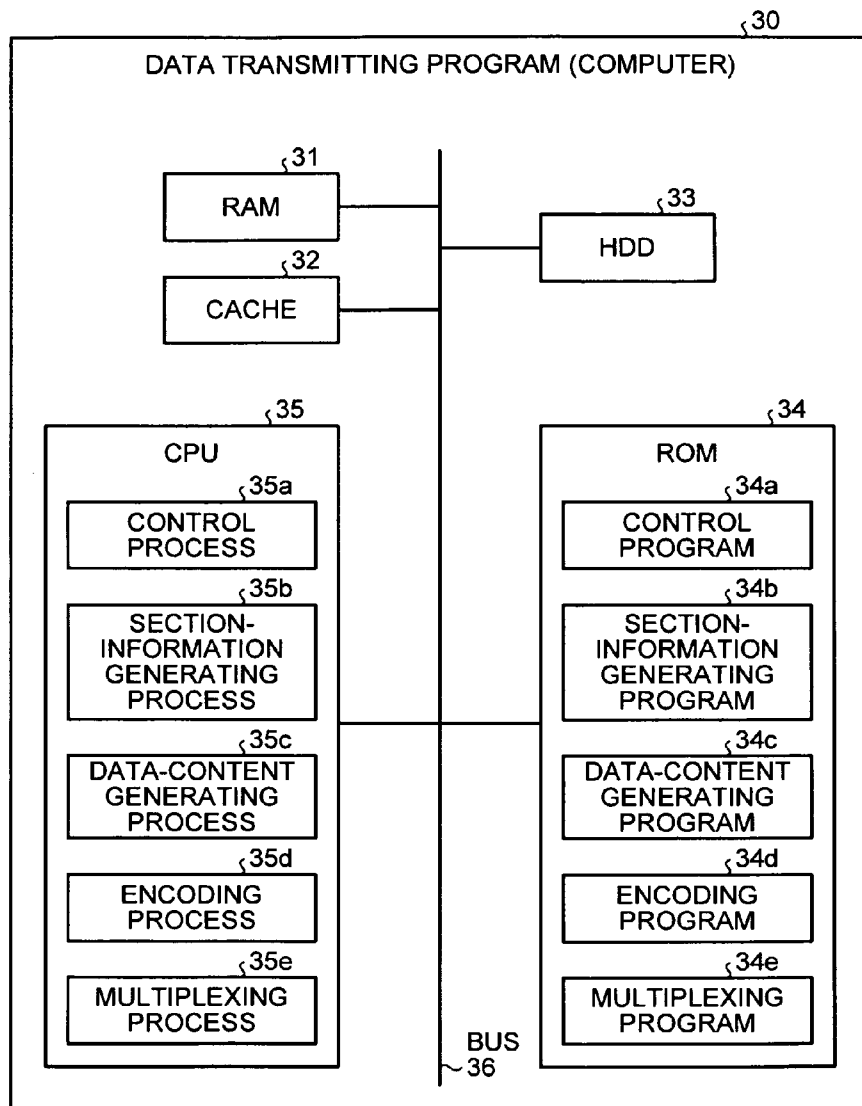 30
DATA TRANSMITTING PROGRAM (COMPUTER)
31
RAM
32
CACHE
33
HDD
35
CPU
35a
CONTROL
PROCESS
35b
SECTION-
INFORMATION
GENERATING
PROCESS
35c
DATA-CONTENT
GENERATING
PROCESS
35d
ENCODING
PROCESS
35e
MULTIPLEXING
PROCESS
34
ROM
34a
CONTROL
PROGRAM
34b
SECTION-
INFORMATION
GENERATING
PROGRAM
34c
DATA-CONTENT
GENERATING
PROGRAM
34d
ENCODING
PROGRAM
34e
MULTIPLEXING
PROGRAM
BUS
36